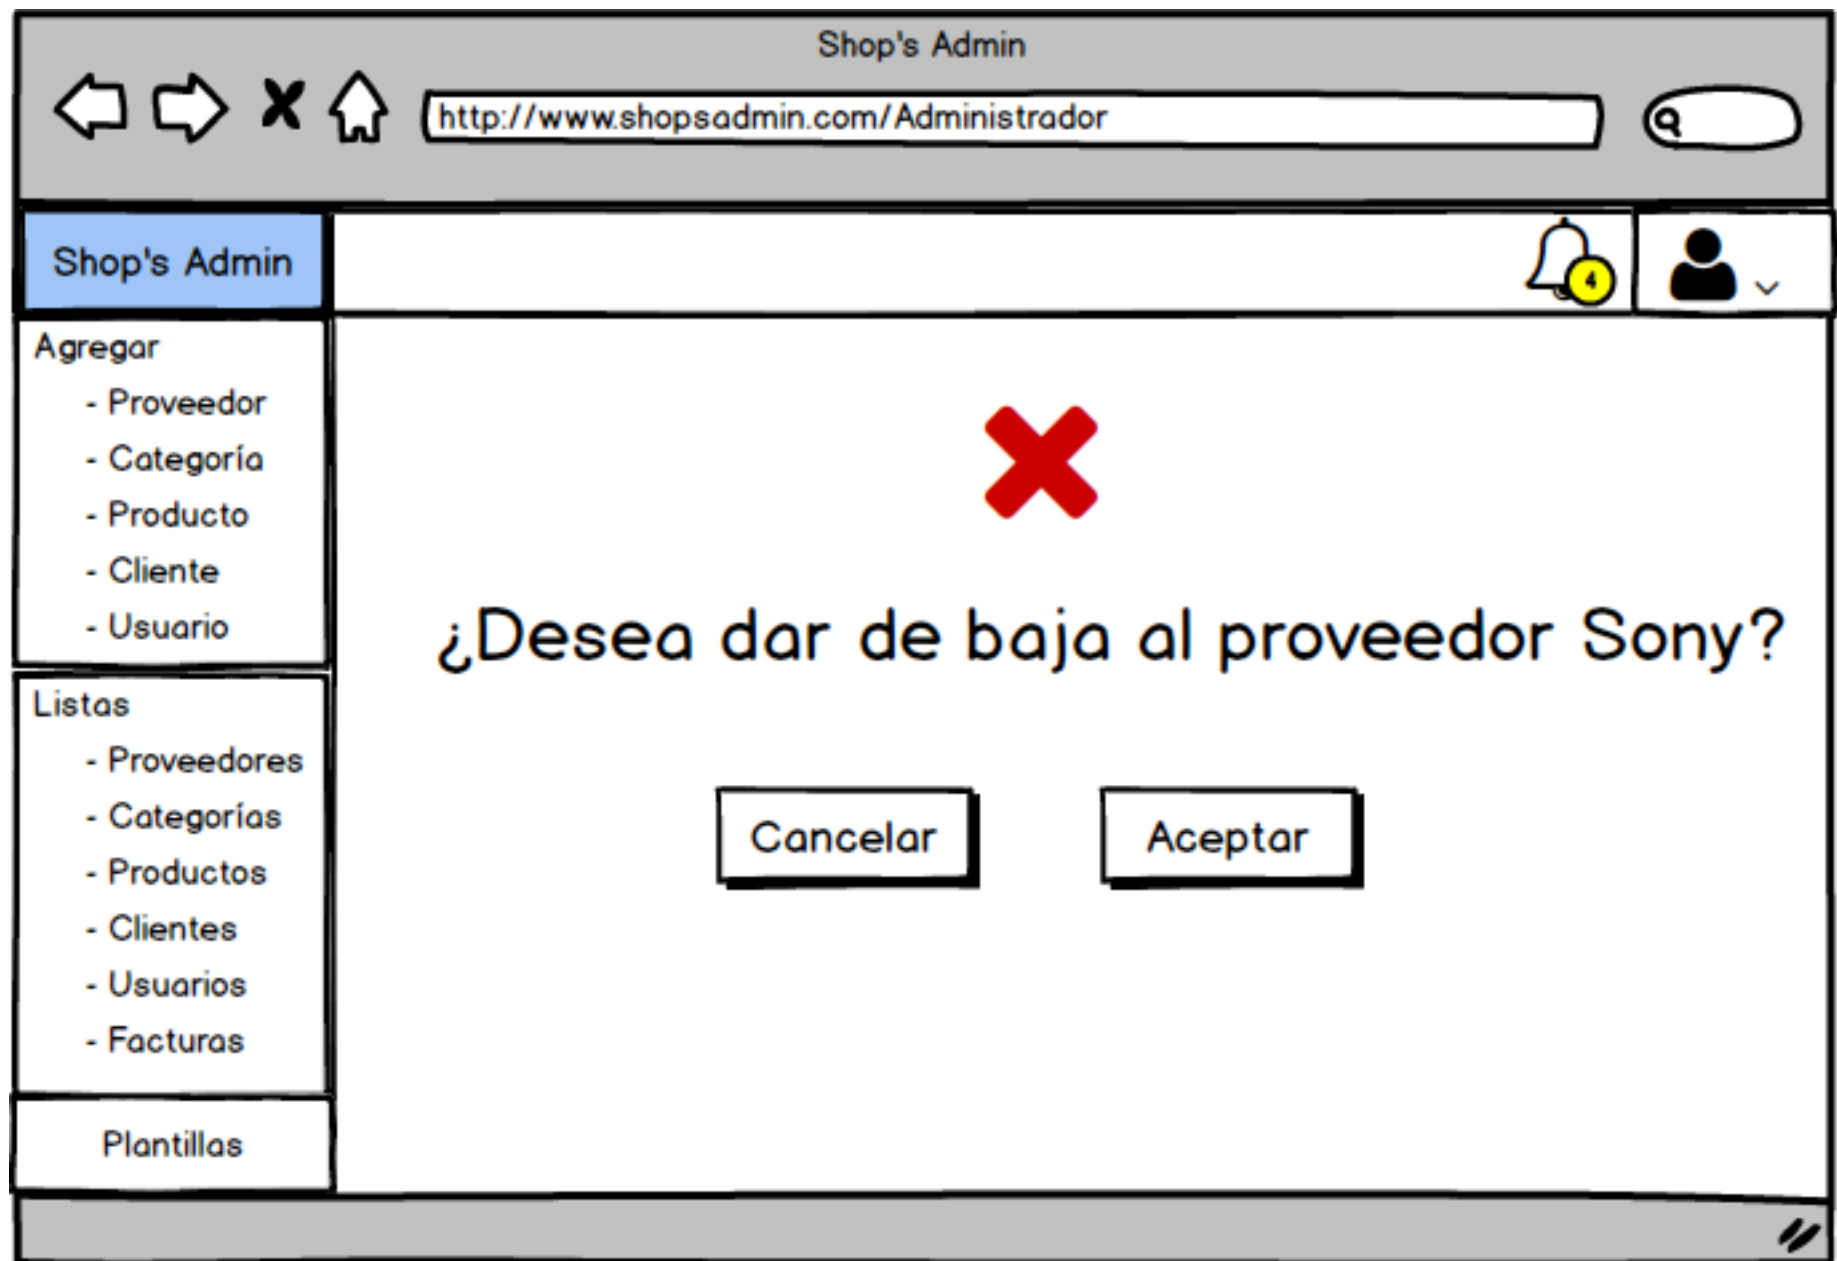 Shop's Admin
http://www.shopsadmin.com/Administrador
Shop's Admin
4
Agregar
- Proveedor
- Categoría
- Producto
- Cliente
- Usuario
Listas
- Proveedores
- Categorías
- Productos
- Clientes
- Usuarios
- Facturas
Plantillas
¿Desea dar de baja al proveedor Sony?
Cancelar
Aceptar